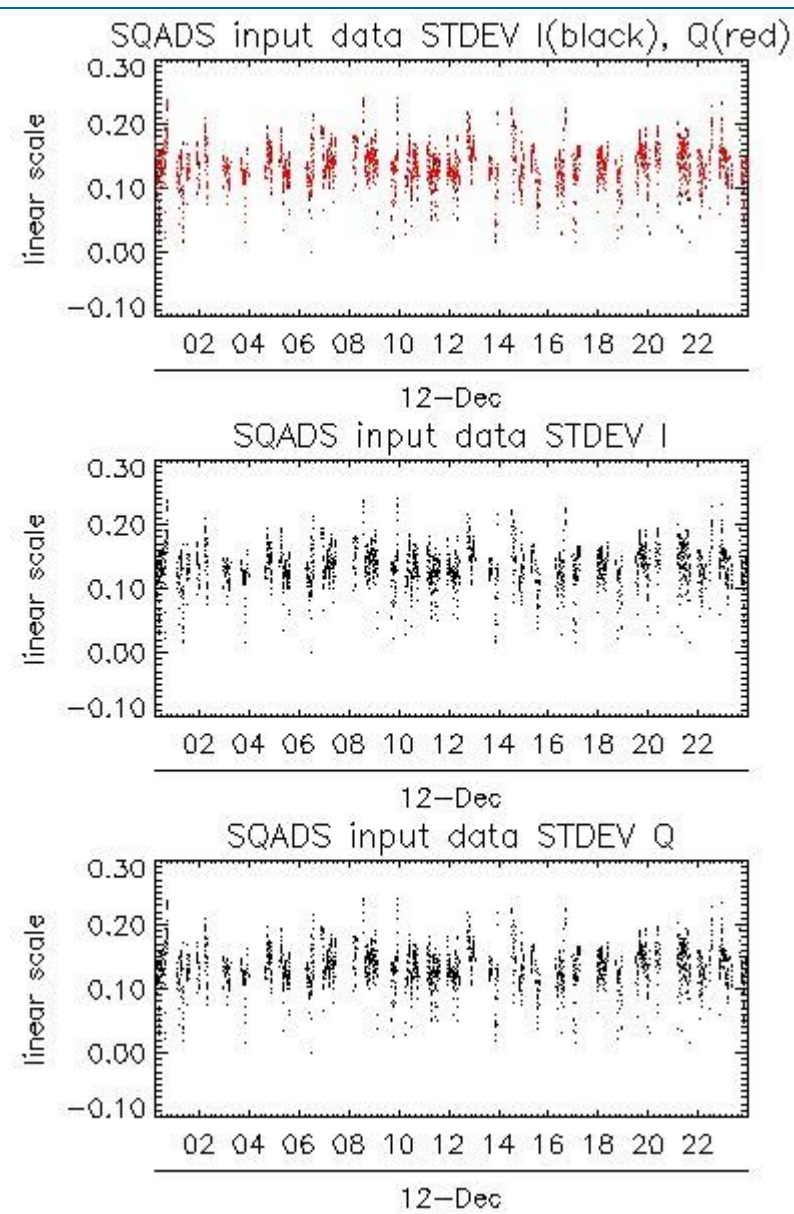 SQADS input data STDEV I(black), Q(red)
0.30
0.20
0.10
0.00
-0.10
linear scale
02 04 06 08 10 12 14 16 18 20 22
12-Dec
SQADS input data STDEV I
0.30
0.20
0.10
0.00
-0.10
linear scale
02 04 06 08 10 12 14 16 18 20 22
12-Dec
SQADS input data STDEV Q
0.30
0.20
0.10
0.00
-0.10
linear scale
02 04 06 08 10 12 14 16 18 20 22
12-Dec